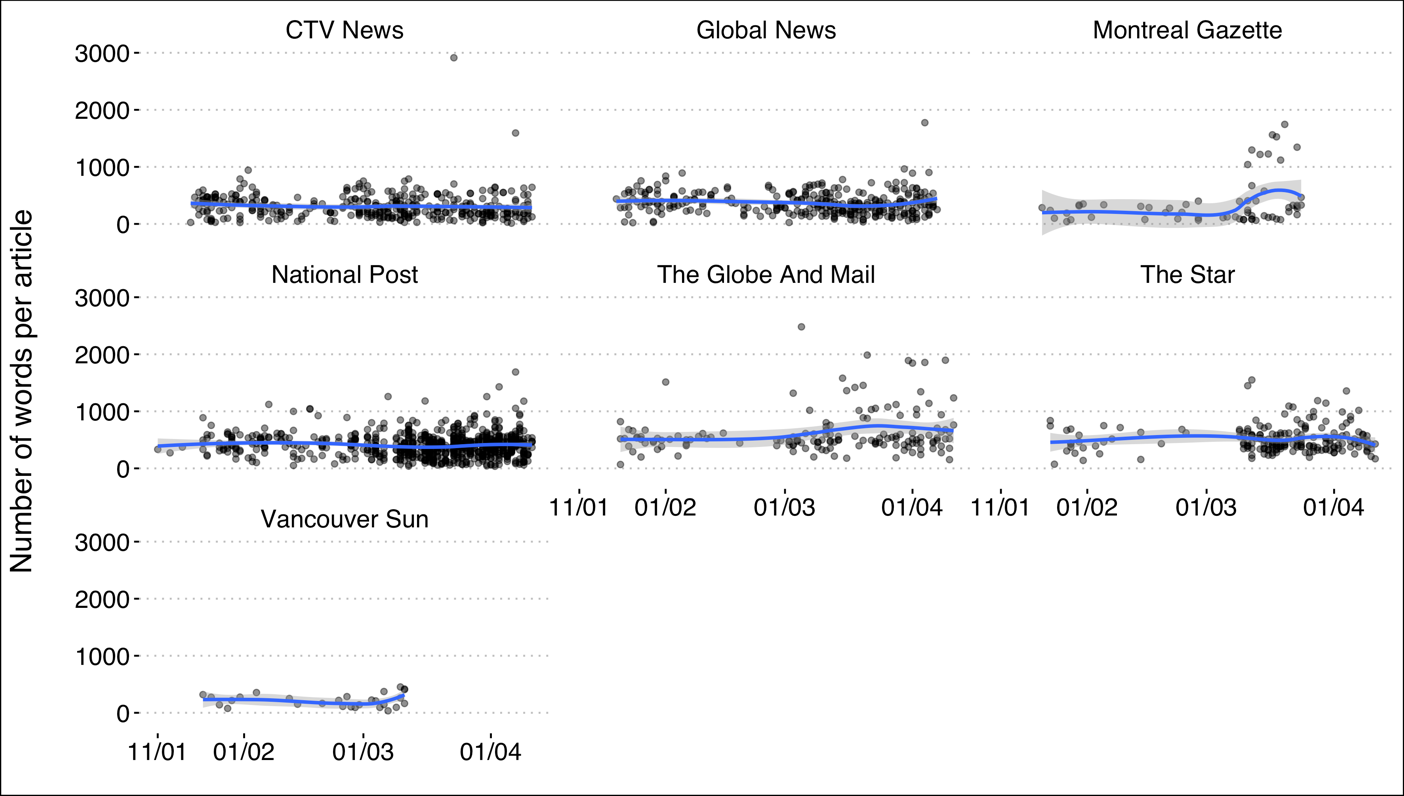 CTV News Global News Montreal Gazette
3000
2000
1000
0
National Post The Globe And Mail The Star
3000
2000
1000
0
11/01 01/02 01/03 01/04 11/01 01/02 01/03 01/04
Vancouver Sun
3000
2000
1000
0
11/01 01/02 01/03 01/04
Number of words per article